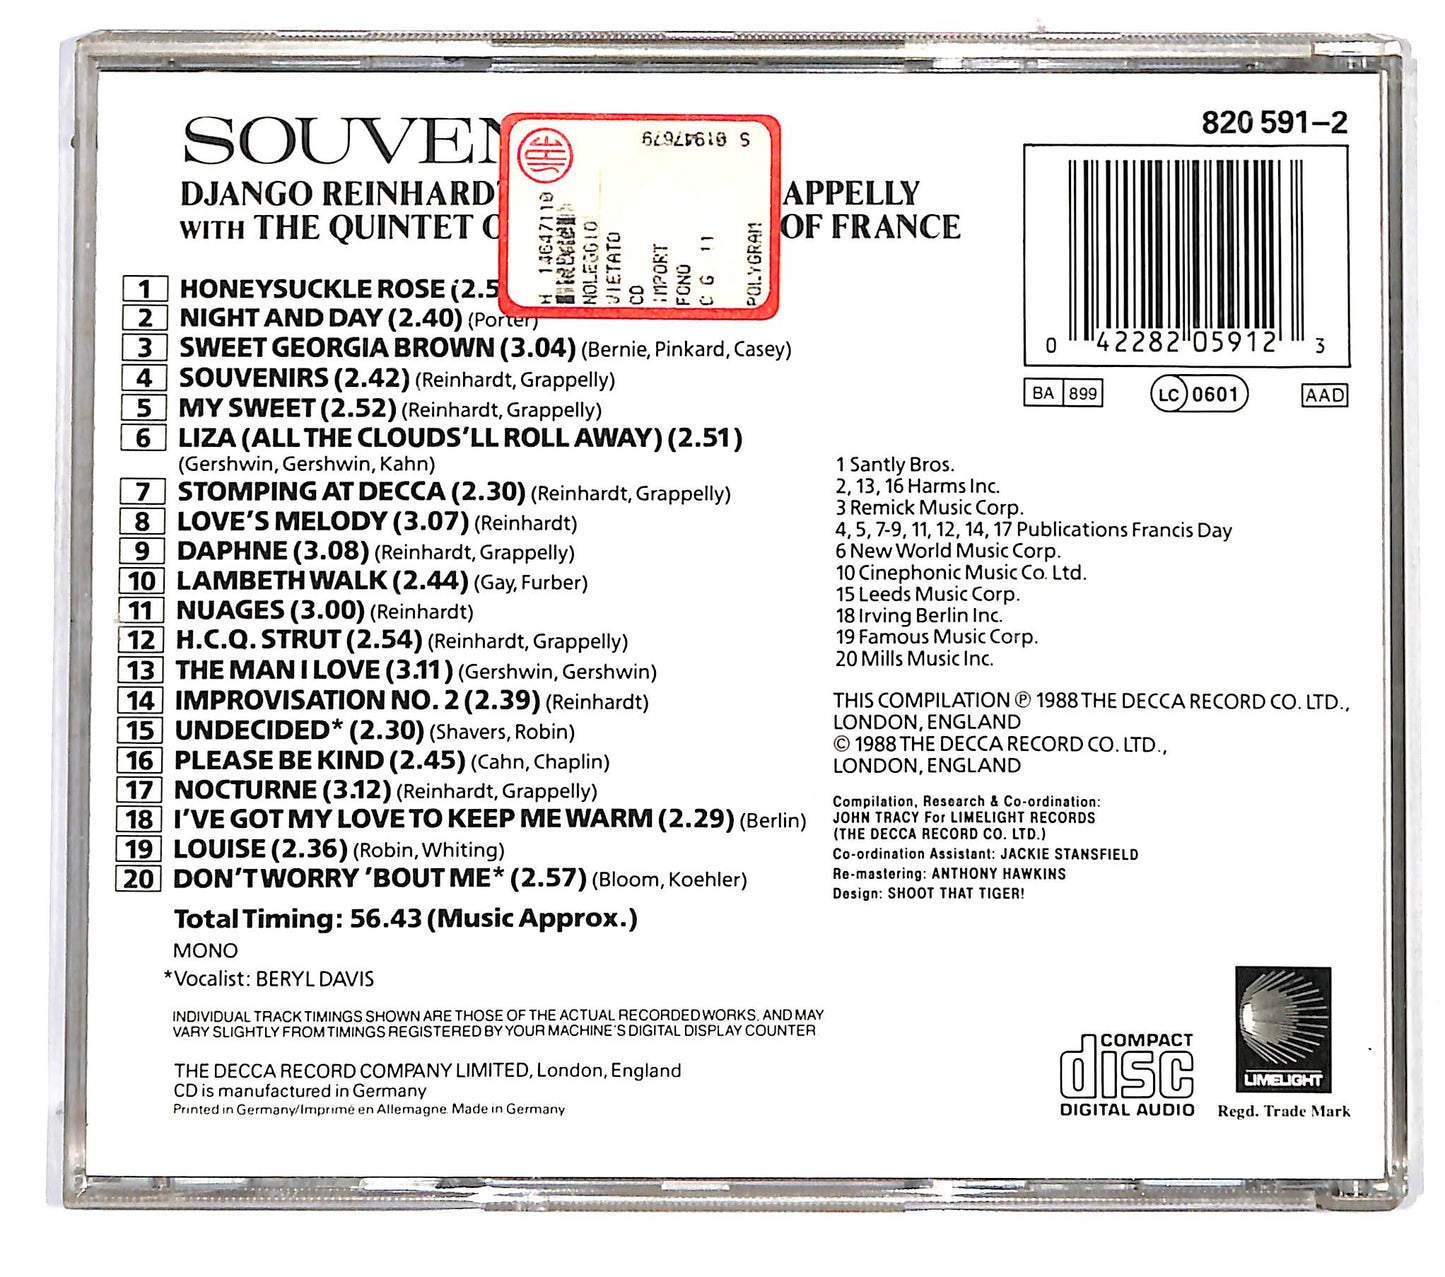 SOUVEN
820 591-2
DJANGO REINHARD APPELLY
WITH THE QUINTET O OF FRANCE
S 01947679
SIAE
H 14647110
NOLEGGIO
VIETATO
CD
IMPORT
FONO
C G 11
POLYGRAM
0 42282 05912 3
BA 899
LC 0601
AAD
1 HONEYSUCKLE ROSE (2.5
2 NIGHT AND DAY (2.40) (Porter)
3 SWEET GEORGIA BROWN (3.04) (Bernie, Pinkard, Casey)
4 SOUVENIRS (2.42) (Reinhardt, Grappelly)
5 MY SWEET (2.52) (Reinhardt, Grappelly)
6 LIZA (ALL THE CLOUDS'LL ROLL AWAY) (2.51)
(Gershwin, Gershwin, Kahn)
7 STOMPING AT DECCA (2.30) (Reinhardt, Grappelly)
8 LOVE'S MELODY (3.07) (Reinhardt)
9 DAPHNE (3.08) (Reinhardt, Grappelly)
10 LAMBETH WALK (2.44) (Gay, Furber)
11 NUAGES (3.00) (Reinhardt)
12 H.C.Q. STRUT (2.54) (Reinhardt, Grappelly)
13 THE MAN I LOVE (3.11) (Gershwin, Gershwin)
14 IMPROVISATION NO. 2 (2.39) (Reinhardt)
15 UNDECIDED* (2.30) (Shavers, Robin)
16 PLEASE BE KIND (2.45) (Cahn, Chaplin)
17 NOCTURNE (3.12) (Reinhardt, Grappelly)
18 I'VE GOT MY LOVE TO KEEP ME WARM (2.29) (Berlin)
19 LOUISE (2.36) (Robin, Whiting)
20 DON'T WORRY 'BOUT ME* (2.57) (Bloom, Koehler)
Total Timing: 56.43 (Music Approx.)
MONO
*Vocalist: BERYL DAVIS
INDIVIDUAL TRACK TIMINGS SHOWN ARE THOSE OF THE ACTUAL RECORDED WORKS, AND MAY
VARY SLIGHTLY FROM TIMINGS REGISTERED BY YOUR MACHINE'S DIGITAL DISPLAY COUNTER
THE DECCA RECORD COMPANY LIMITED, London, England
CD is manufactured in Germany
Printed in Germany/Imprimé en Allemagne. Made in Germany
1 Santly Bros.
2, 13, 16 Harms Inc.
3 Remick Music Corp.
4, 5, 7-9, 11, 12, 14, 17 Publications Francis Day
6 New World Music Corp.
10 Cinephonic Music Co. Ltd.
15 Leeds Music Corp.
18 Irving Berlin Inc.
19 Famous Music Corp.
20 Mills Music Inc.
THIS COMPILATION ℗ 1988 THE DECCA RECORD CO. LTD.,
LONDON, ENGLAND
© 1988 THE DECCA RECORD CO. LTD.,
LONDON, ENGLAND
Compilation, Research & Co-ordination:
JOHN TRACY For LIMELIGHT RECORDS
(THE DECCA RECORD CO. LTD.)
Co-ordination Assistant: JACKIE STANSFIELD
Re-mastering: ANTHONY HAWKINS
Design: SHOOT THAT TIGER!
COMPACT
disc
DIGITAL AUDIO
LIMELIGHT
Regd. Trade Mark